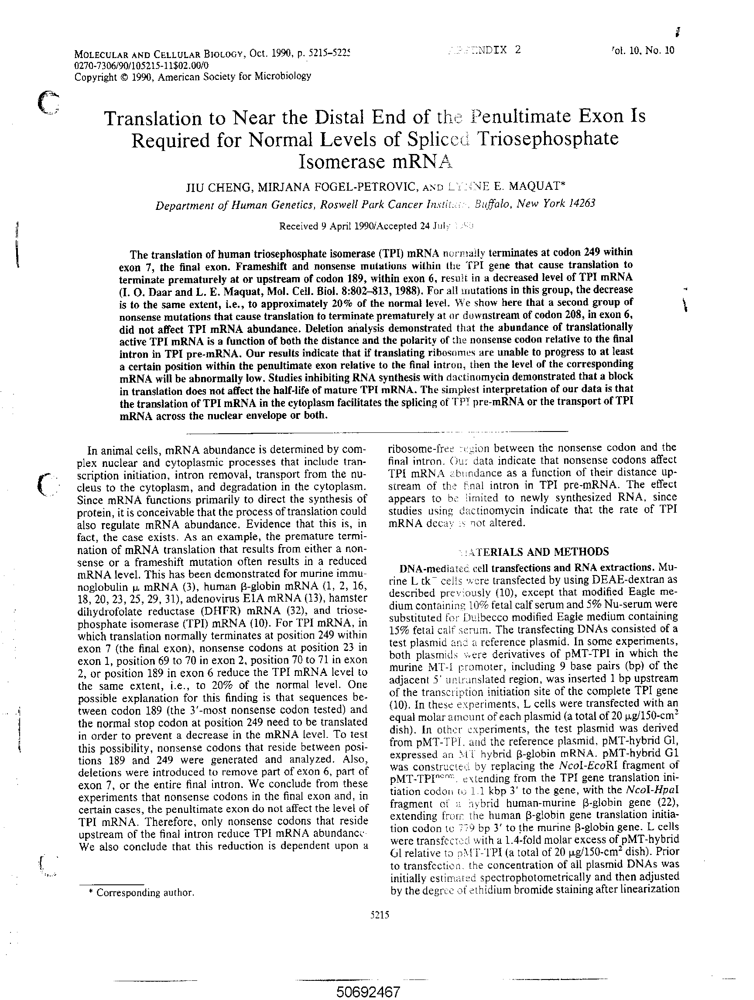 MOLECULAR AND CELLULAR BIOLOGY, Oct. 1990, p. 5215-5225
0270-7306/90/105215-11$02.00/0
Copyright © 1990, American Society for Microbiology
APPENDIX 2
Vol. 10, No. 10
Translation to Near the Distal End of the Penultimate Exon Is
Required for Normal Levels of Spliced Triosephosphate
Isomerase mRNA
JIU CHENG, MIRJANA FOGEL-PETROVIC, AND LYNNE E. MAQUAT*
Department of Human Genetics, Roswell Park Cancer Institute, Buffalo, New York 14263
Received 9 April 1990/Accepted 24 July 1990
The translation of human triosephosphate isomerase (TPI) mRNA normally terminates at codon 249 within
exon 7, the final exon. Frameshift and nonsense mutations within the TPI gene that cause translation to
terminate prematurely at or upstream of codon 189, within exon 6, result in a decreased level of TPI mRNA
(I. O. Daar and L. E. Maquat, Mol. Cell. Biol. 8:802–813, 1988). For all mutations in this group, the decrease
is to the same extent, i.e., to approximately 20% of the normal level. We show here that a second group of
nonsense mutations that cause translation to terminate prematurely at or downstream of codon 208, in exon 6,
did not affect TPI mRNA abundance. Deletion analysis demonstrated that the abundance of translationally
active TPI mRNA is a function of both the distance and the polarity of the nonsense codon relative to the final
intron in TPI pre-mRNA. Our results indicate that if translating ribosomes are unable to progress to at least
a certain position within the penultimate exon relative to the final intron, then the level of the corresponding
mRNA will be abnormally low. Studies inhibiting RNA synthesis with dactinomycin demonstrated that a block
in translation does not affect the half-life of mature TPI mRNA. The simplest interpretation of our data is that
the translation of TPI mRNA in the cytoplasm facilitates the splicing of TPI pre-mRNA or the transport of TPI
mRNA across the nuclear envelope or both.
In animal cells, mRNA abundance is determined by com-
plex nuclear and cytoplasmic processes that include tran-
scription initiation, intron removal, transport from the nu-
cleus to the cytoplasm, and degradation in the cytoplasm.
Since mRNA functions primarily to direct the synthesis of
protein, it is conceivable that the process of translation could
also regulate mRNA abundance. Evidence that this is, in
fact, the case exists. As an example, the premature termi-
nation of mRNA translation that results from either a non-
sense or a frameshift mutation often results in a reduced
mRNA level. This has been demonstrated for murine immu-
noglobulin μ mRNA (3), human β-globin mRNA (1, 2, 16,
18, 20, 23, 25, 29, 31), adenovirus E1A mRNA (13), hamster
dihydrofolate reductase (DHFR) mRNA (32), and triose-
phosphate isomerase (TPI) mRNA (10). For TPI mRNA, in
which translation normally terminates at position 249 within
exon 7 (the final exon), nonsense codons at position 23 in
exon 1, position 69 to 70 in exon 2, position 70 to 71 in exon
2, or position 189 in exon 6 reduce the TPI mRNA level to
the same extent, i.e., to 20% of the normal level. One
possible explanation for this finding is that sequences be-
tween codon 189 (the 3'-most nonsense codon tested) and
the normal stop codon at position 249 need to be translated
in order to prevent a decrease in the mRNA level. To test
this possibility, nonsense codons that reside between posi-
tions 189 and 249 were generated and analyzed. Also,
deletions were introduced to remove part of exon 6, part of
exon 7, or the entire final intron. We conclude from these
experiments that nonsense codons in the final exon and, in
certain cases, the penultimate exon do not affect the level of
TPI mRNA. Therefore, only nonsense codons that reside
upstream of the final intron reduce TPI mRNA abundance.
We also conclude that this reduction is dependent upon a
* Corresponding author.
ribosome-free region between the nonsense codon and the
final intron. Our data indicate that nonsense codons affect
TPI mRNA abundance as a function of their distance up-
stream of the final intron in TPI pre-mRNA. The effect
appears to be limited to newly synthesized RNA, since
studies using dactinomycin indicate that the rate of TPI
mRNA decay is not altered.
MATERIALS AND METHODS
DNA-mediated cell transfections and RNA extractions. Mu-
rine L tk⁻ cells were transfected by using DEAE-dextran as
described previously (10), except that modified Eagle me-
dium containing 10% fetal calf serum and 5% Nu-serum were
substituted for Dulbecco modified Eagle medium containing
15% fetal calf serum. The transfecting DNAs consisted of a
test plasmid and a reference plasmid. In some experiments,
both plasmids were derivatives of pMT-TPI in which the
murine MT-I promoter, including 9 base pairs (bp) of the
adjacent 5' untranslated region, was inserted 1 bp upstream
of the transcription initiation site of the complete TPI gene
(10). In these experiments, L cells were transfected with an
equal molar amount of each plasmid (a total of 20 μg/150-cm²
dish). In other experiments, the test plasmid was derived
from pMT-TPI, and the reference plasmid, pMT-hybrid Gl,
expressed an MT hybrid β-globin mRNA. pMT-hybrid Gl
was constructed by replacing the NcoI-EcoRI fragment of
pMT-TPIⁿᵒʳᵐ, extending from the TPI gene translation ini-
tiation codon to 1.1 kbp 3' to the gene, with the NcoI-HpaI
fragment of a hybrid human-murine β-globin gene (22),
extending from the human β-globin gene translation initia-
tion codon to 779 bp 3' to the murine β-globin gene. L cells
were transfected with a 1.4-fold molar excess of pMT-hybrid
Gl relative to pMT-TPI (a total of 20 μg/150-cm² dish). Prior
to transfection, the concentration of all plasmid DNAs was
initially estimated spectrophotometrically and then adjusted
by the degree of ethidium bromide staining after linearization
5215
50692467